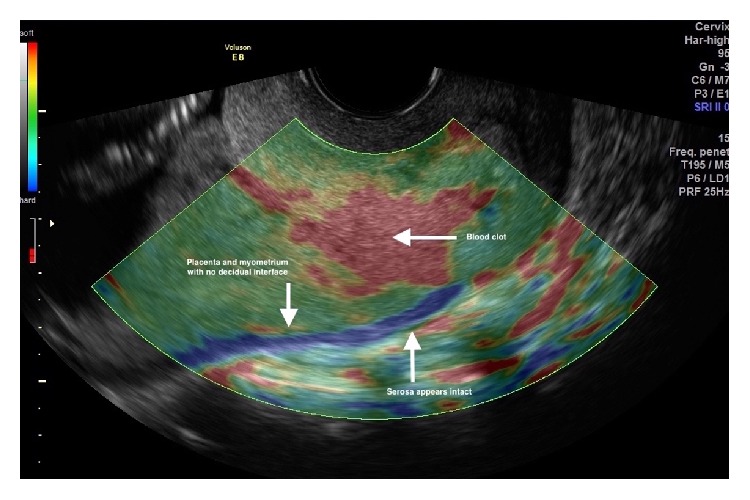 soft
Voluson
E8
Cervix
Har-high
95
Gn -3
C6 / M7
P3 / E1
SRI II 0
15
Freq. penet
T195 / M5
P6 / LD1
PRF 25Hz
hard
Blood clot
Placenta and myometrium
with no decidual interface
Serosa appears intact